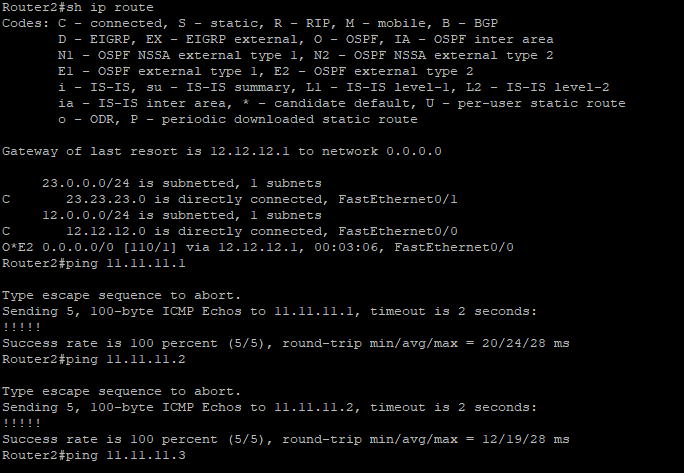 Router2#sh ip route
Codes: C - connected, S - static, R - RIP, M - mobile, B - BGP
D - EIGRP, EX - EIGRP external, O - OSPF, IA - OSPF inter area
N1 - OSPF NSSA external type 1, N2 - OSPF NSSA external type 2
E1 - OSPF external type 1, E2 - OSPF external type 2
i - IS-IS, su - IS-IS summary, L1 - IS-IS level-1, L2 - IS-IS level-2
ia - IS-IS inter area, * - candidate default, U - per-user static route
o - ODR, P - periodic downloaded static route
Gateway of last resort is 12.12.12.1 to network 0.0.0.0
23.0.0.0/24 is subnetted, 1 subnets
C 23.23.23.0 is directly connected, FastEthernet0/1
12.0.0.0/24 is subnetted, 1 subnets
C 12.12.12.0 is directly connected, FastEthernet0/0
O*E2 0.0.0.0/0 [110/1] via 12.12.12.1, 00:03:06, FastEthernet0/0
Router2#ping 11.11.11.1
Type escape sequence to abort.
Sending 5, 100-byte ICMP Echos to 11.11.11.1, timeout is 2 seconds:
!!!!!
Success rate is 100 percent (5/5), round-trip min/avg/max = 20/24/28 ms
Router2#ping 11.11.11.2
Type escape sequence to abort.
Sending 5, 100-byte ICMP Echos to 11.11.11.2, timeout is 2 seconds:
!!!!!
Success rate is 100 percent (5/5), round-trip min/avg/max = 12/19/28 ms
Router2#ping 11.11.11.3